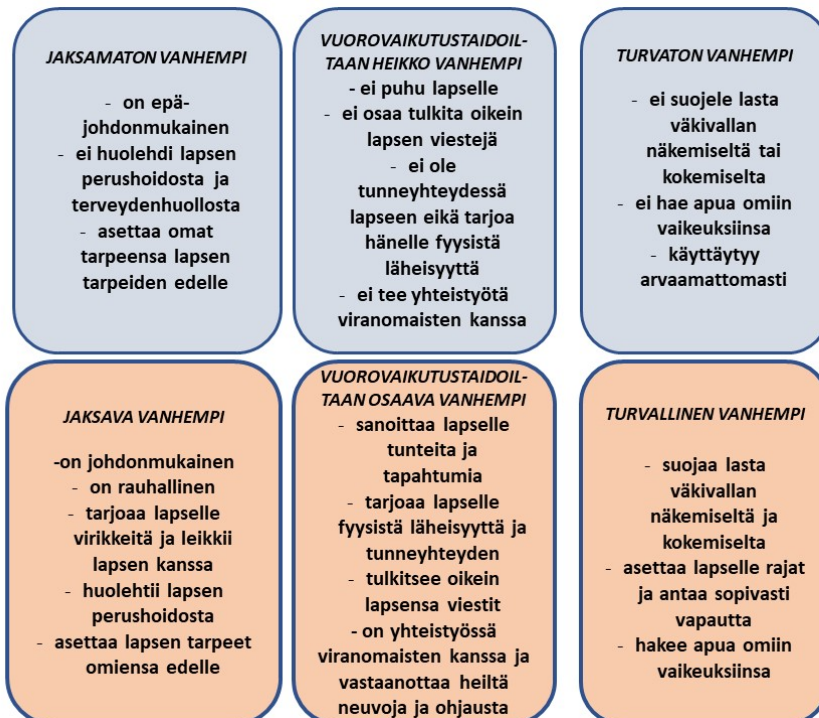 JAKSAMATON VANHEMPI
- on epä-
johdonmukainen
- ei huolehdi lapsen
perushoidosta ja
terveydenhuollosta
- asettaa omat
tarpeensa lapsen
tarpeiden edelle
VUOROVAIKUTUSTAIDOIL-
TAAN HEIKKO VANHEMPI
- ei puhu lapselle
- ei osaa tulkita oikein
lapsen viestejä
- ei ole
tunneyhteydessä
lapseen eikä tarjoa
hänelle fyysistä
läheisyyttä
- ei tee yhteistyötä
viranomaisten kanssa
TURVATON VANHEMPI
- ei suojele lasta
väkivallan
näkemiseltä tai
kokemiselta
- ei hae apua omiin
vaikeuksiinsa
- käyttäytyy
arvaamattomasti
JAKSAVA VANHEMPI
-on johdonmukainen
- on rauhallinen
- tarjoaa lapselle
virikkeitä ja leikkii
lapsen kanssa
- huolehtii lapsen
perushoidosta
- asettaa lapsen tarpeet
omiensa edelle
VUOROVAIKUTUSTAIDOIL-
TAAN OSAAVA VANHEMPI
- sanoittaa lapselle
tunteita ja
tapahtumia
- tarjoaa lapselle
fyysistä läheisyyttä ja
tunneyhteyden
- tulkitsee oikein
lapsensa viestit
- on yhteistyössä
viranomaisten kanssa ja
vastaanottaa heiltä
neuvoja ja ohjausta
TURVALLINEN VANHEMPI
- suojaa lasta
väkivallan
näkemiseltä ja
kokemiselta
- asettaa lapselle rajat
ja antaa sopivasti
vapautta
- hakee apua omiin
vaikeuksiinsa